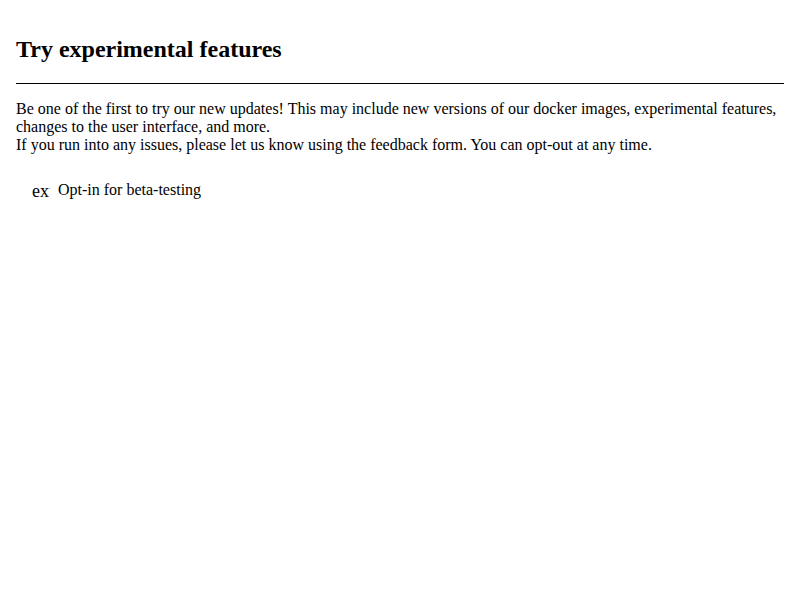 Try experimental features
Be one of the first to try our new updates! This may include new versions of our docker images, experimental features,
changes to the user interface, and more.
If you run into any issues, please let us know using the feedback form. You can opt-out at any time.
ex Opt-in for beta-testing